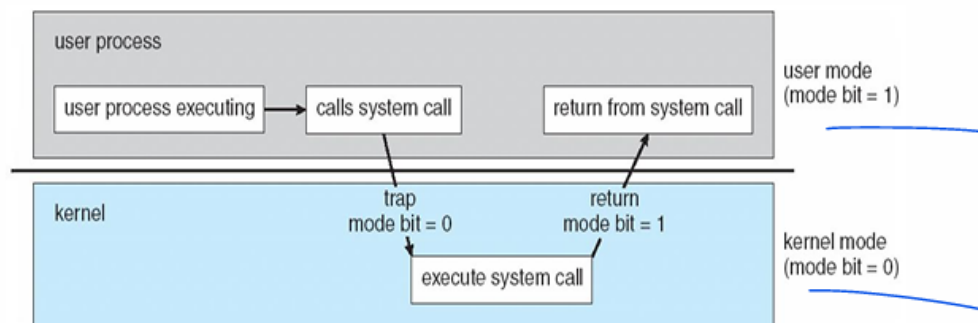 user process
user process executing
calls system call
return from system call
user mode
(mode bit = 1)
kernel
trap
mode bit = 0
return
mode bit = 1
execute system call
kernel mode
(mode bit = 0)